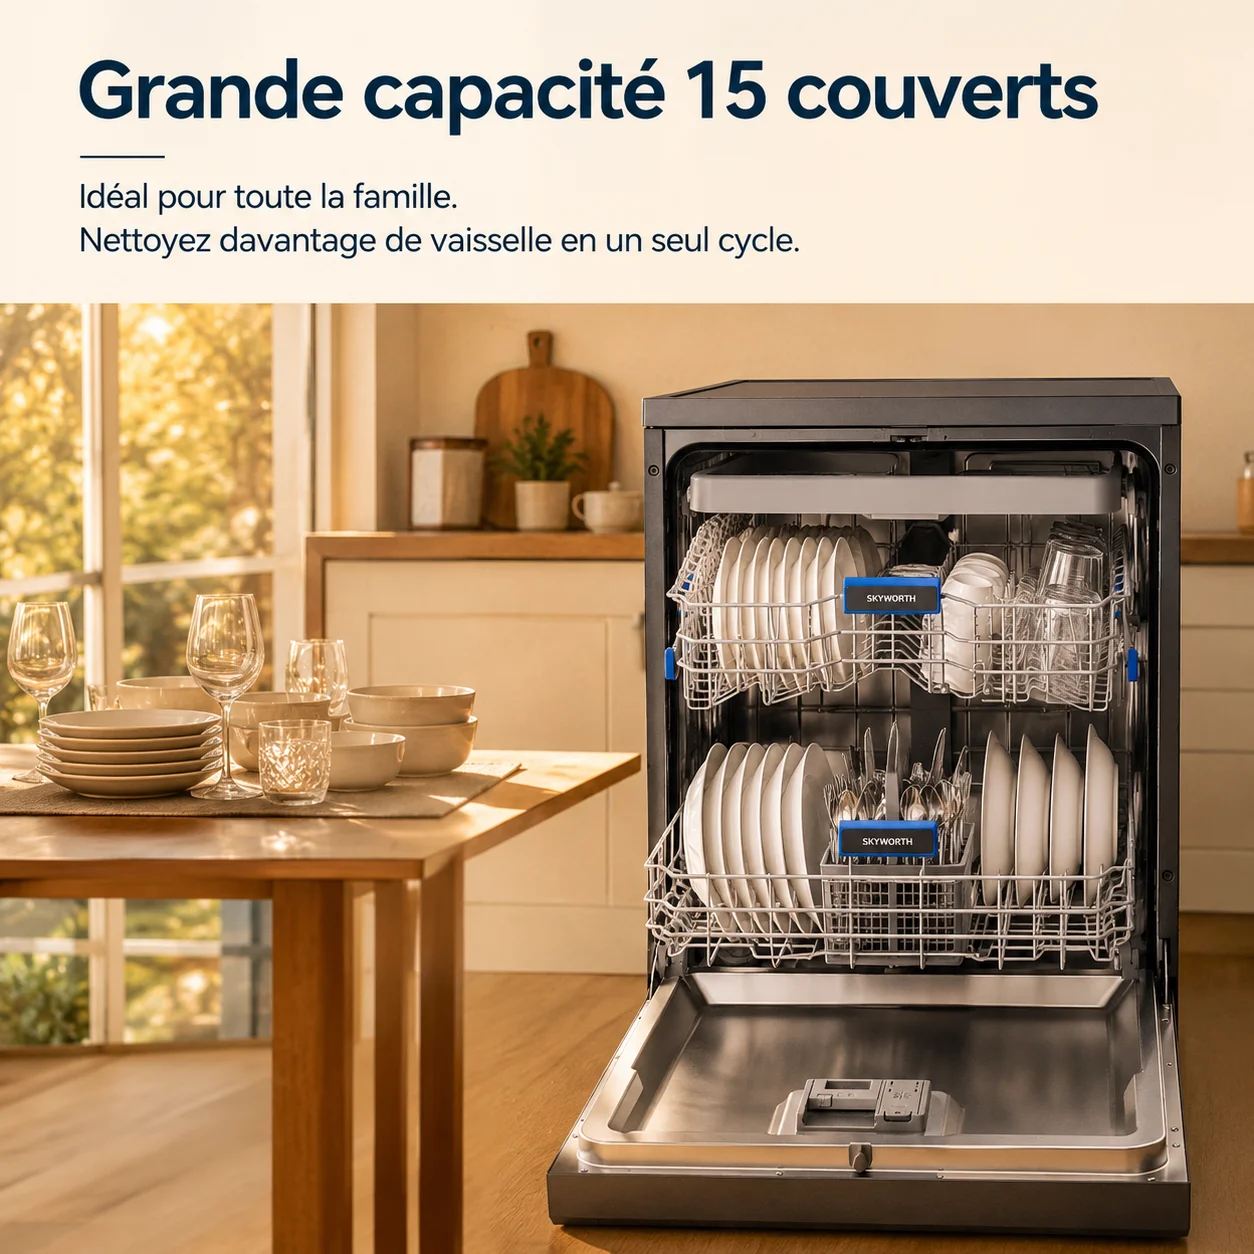 Grande capacité 15 couverts
Idéal pour toute la famille.
Nettoyez davantage de vaisselle en un seul cycle.
SKYWORTH
SKYWORTH